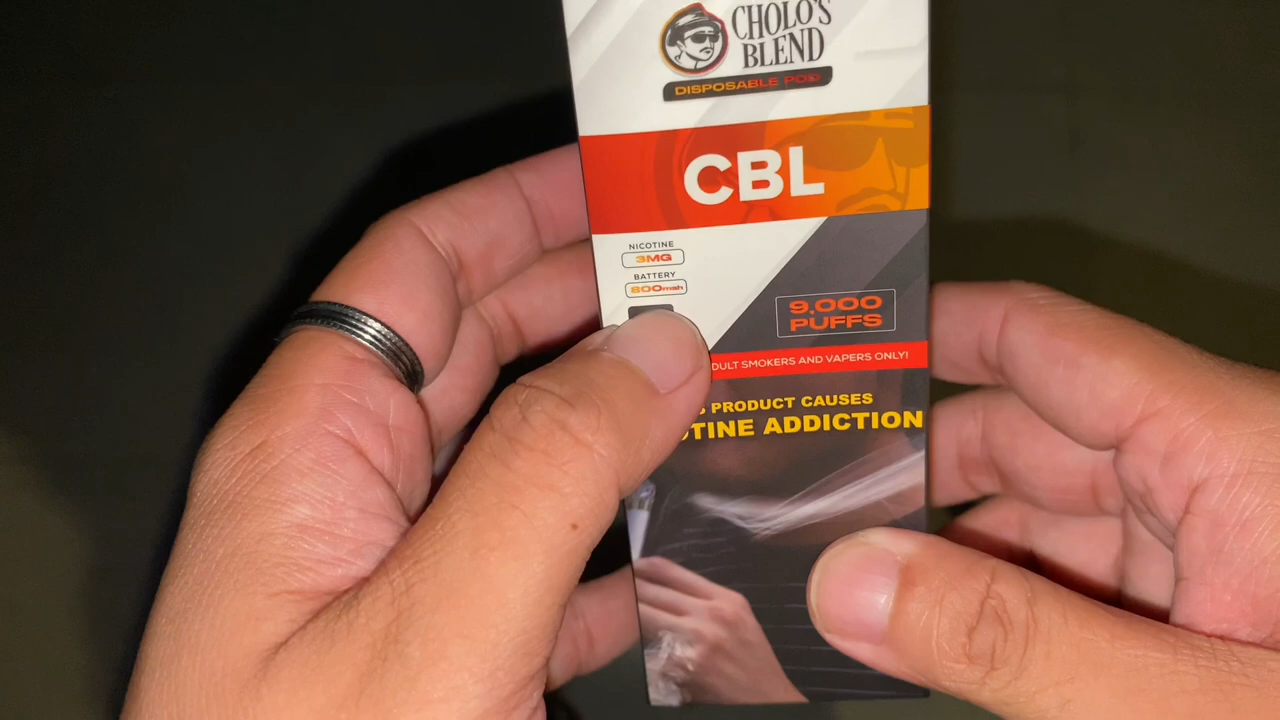 CHOLO'S
BLEND
DISPOSABLE POD
CBL
NICOTINE
3MG
BATTERY
800mah
9,000
PUFFS
DULT SMOKERS AND VAPERS ONLY!
PRODUCT CAUSES
TINE ADDICTION